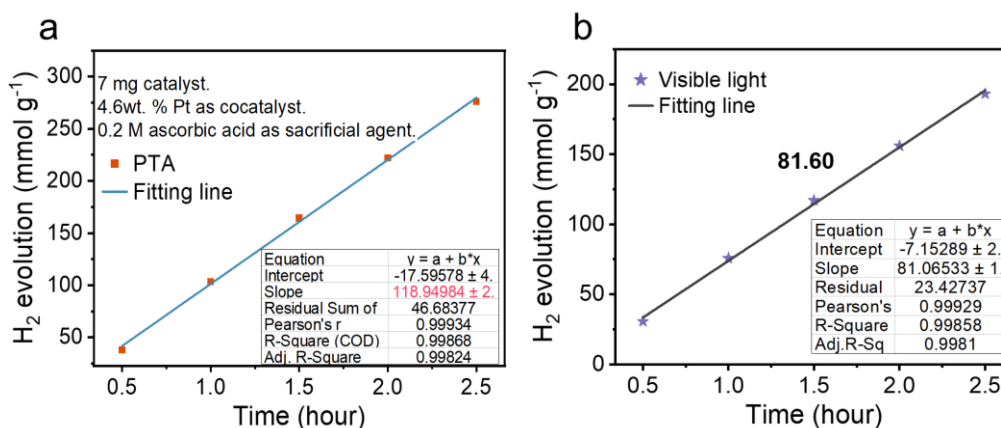 a
H₂ evolution (mmol g⁻¹)
300
250
200
150
100
50
7 mg catalyst.
4.6wt. % Pt as cocatalyst.
0.2 M ascorbic acid as sacrificial agent.
PTA
Fitting line
Equation y = a + b*x
Intercept -17.59578 ± 4.
Slope 118.94984 ± 2.
Residual Sum of 46.68377
Pearson's r 0.99934
R-Square (COD) 0.99868
Adj. R-Square 0.99824
0.5 1.0 1.5 2.0 2.5
Time (hour)
b
H₂ evolution (mmol g⁻¹)
200
150
100
50
0
Visible light
Fitting line
81.60
Equation y = a + b*x
Intercept -7.15289 ± 2.
Slope 81.06533 ± 1.
Residual 23.42737
Pearson's 0.99929
R-Square 0.99858
Adj.R-Sq 0.9981
0.5 1.0 1.5 2.0 2.5
Time (hour)